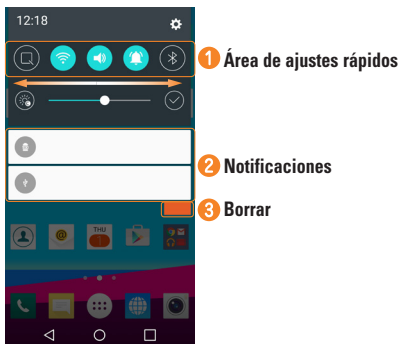 12:18
1 Área de ajustes rápidos
2 Notificaciones
3 Borrar
@
THU